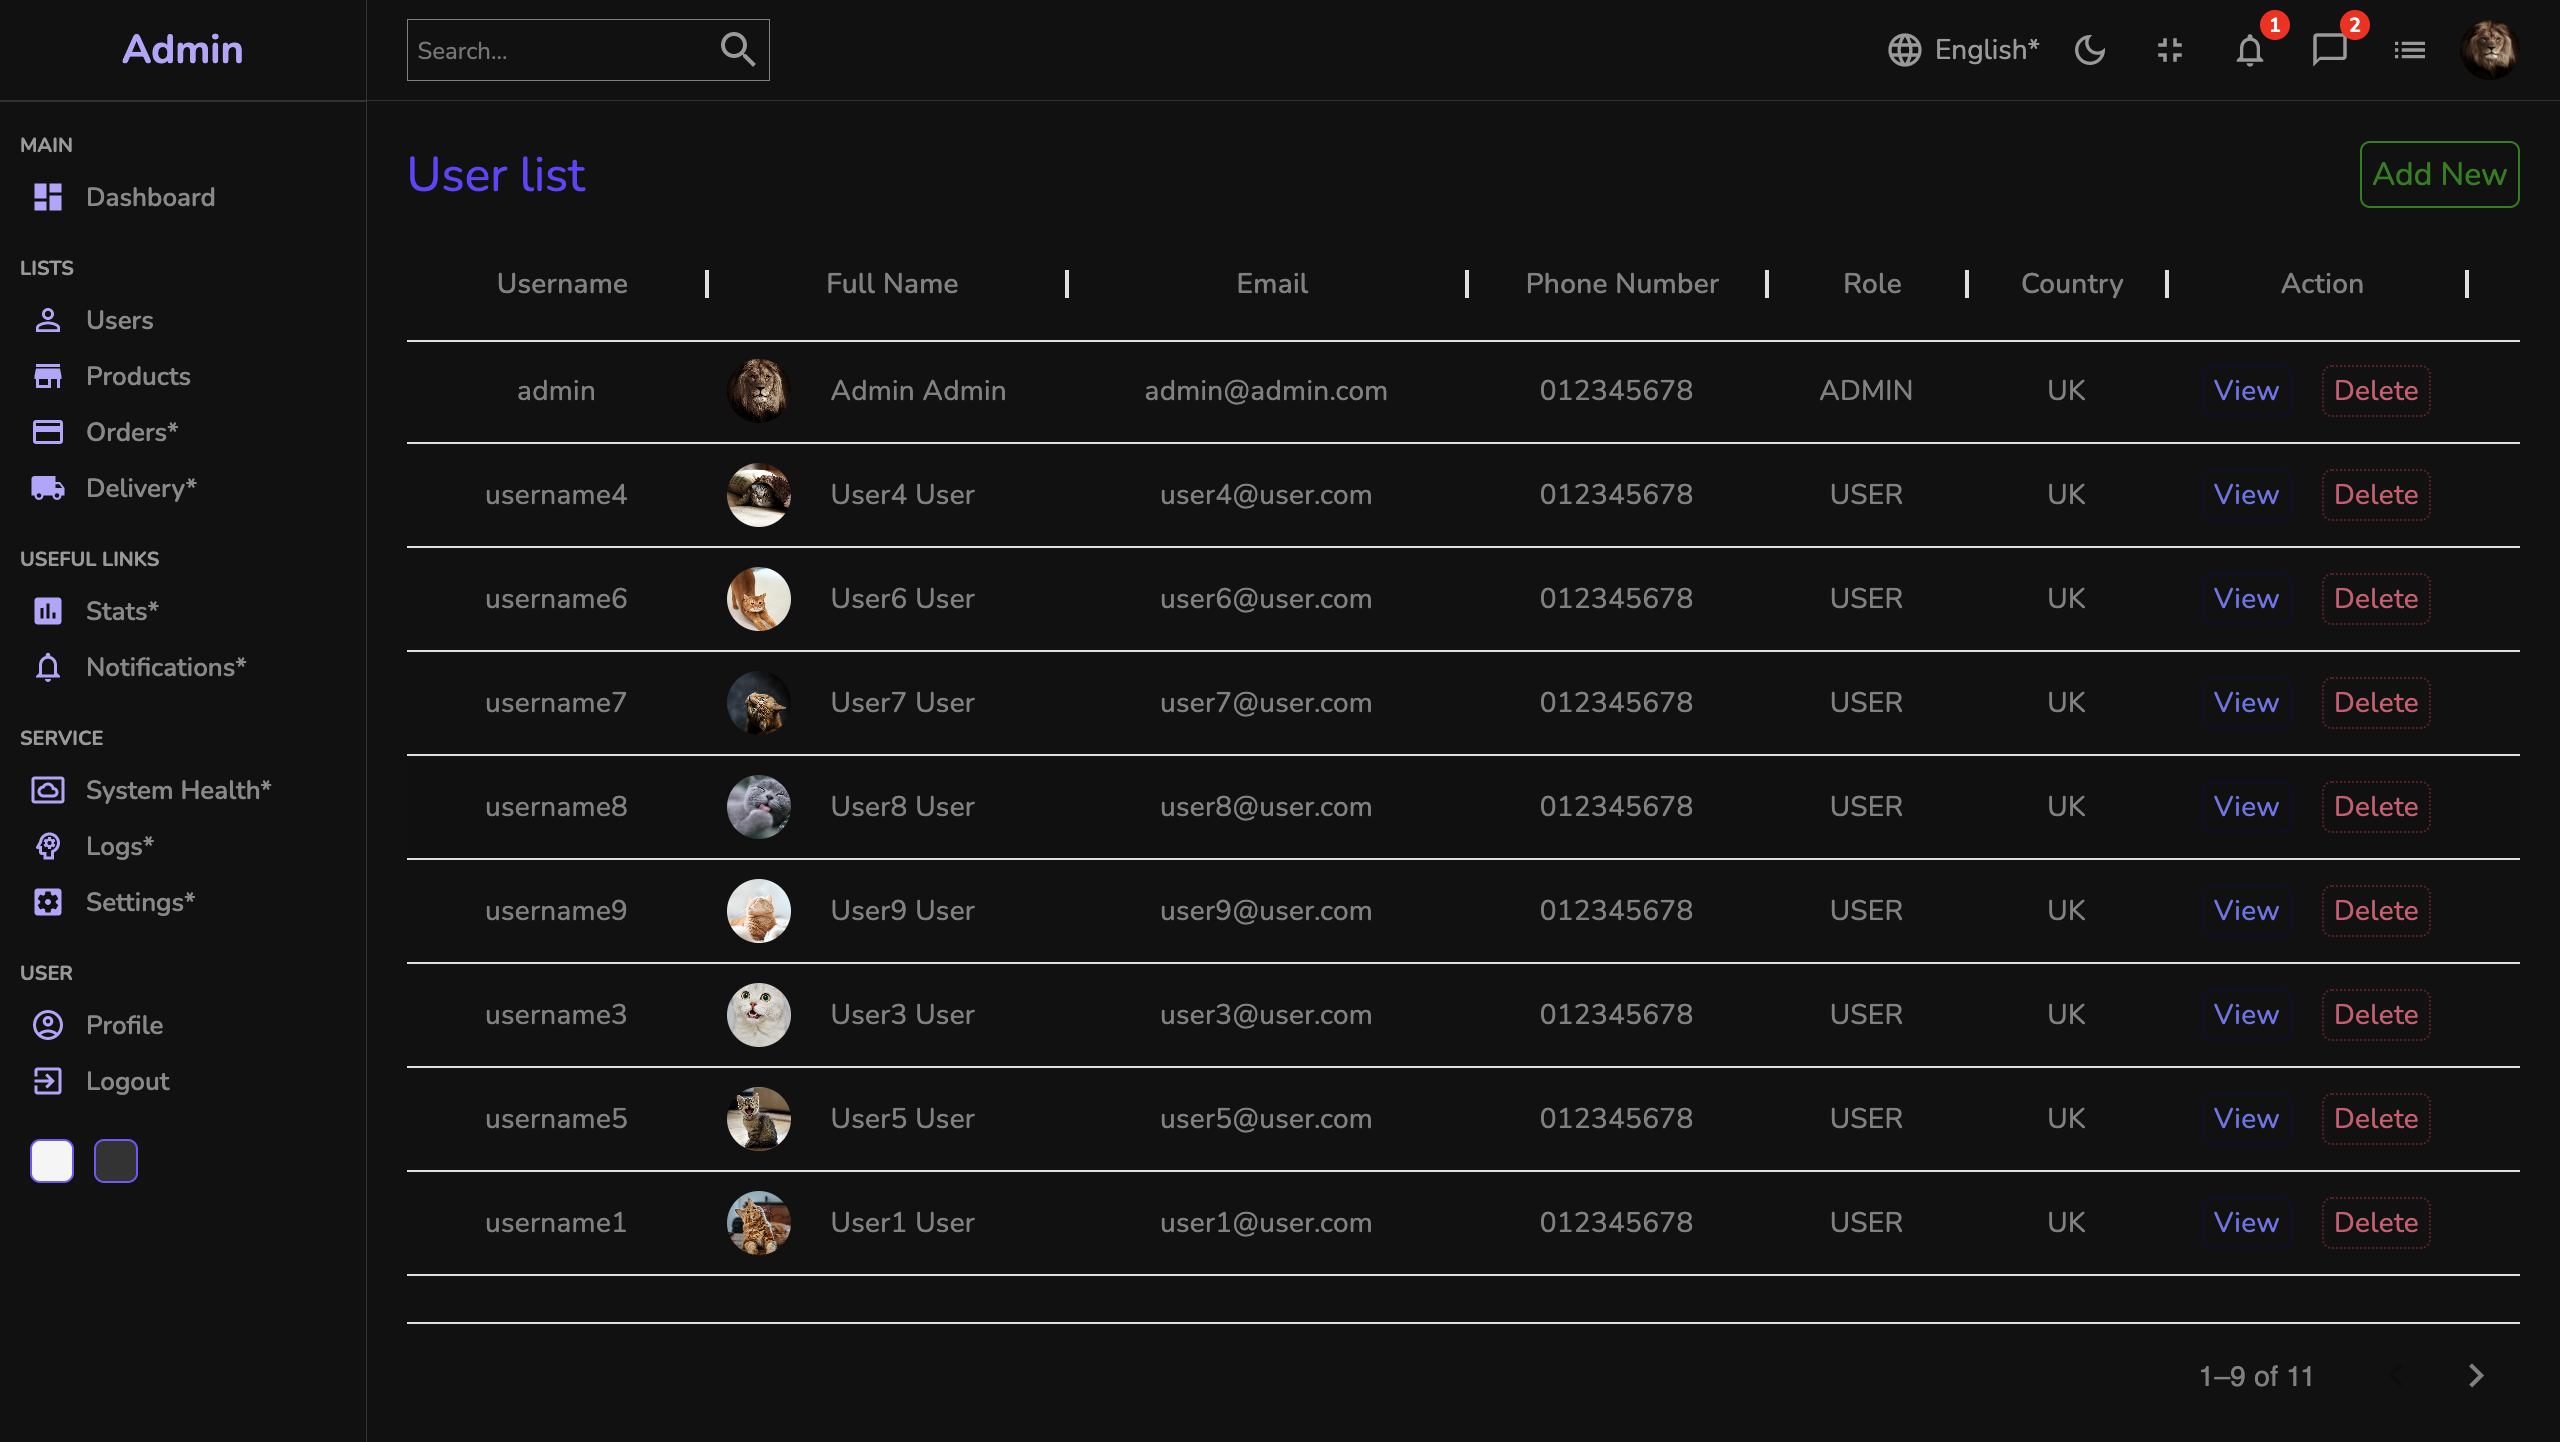 Admin
Search...
English*
1
2
MAIN
Dashboard
LISTS
Users
Products
Orders*
Delivery*
USEFUL LINKS
Stats*
Notifications*
SERVICE
System Health*
Logs*
Settings*
USER
Profile
Logout
User list
Add New
Username Full Name Email Phone Number Role Country Action
admin Admin Admin admin@admin.com 012345678 ADMIN UK View Delete
username4 User4 User user4@user.com 012345678 USER UK View Delete
username6 User6 User user6@user.com 012345678 USER UK View Delete
username7 User7 User user7@user.com 012345678 USER UK View Delete
username8 User8 User user8@user.com 012345678 USER UK View Delete
username9 User9 User user9@user.com 012345678 USER UK View Delete
username3 User3 User user3@user.com 012345678 USER UK View Delete
username5 User5 User user5@user.com 012345678 USER UK View Delete
username1 User1 User user1@user.com 012345678 USER UK View Delete
1–9 of 11